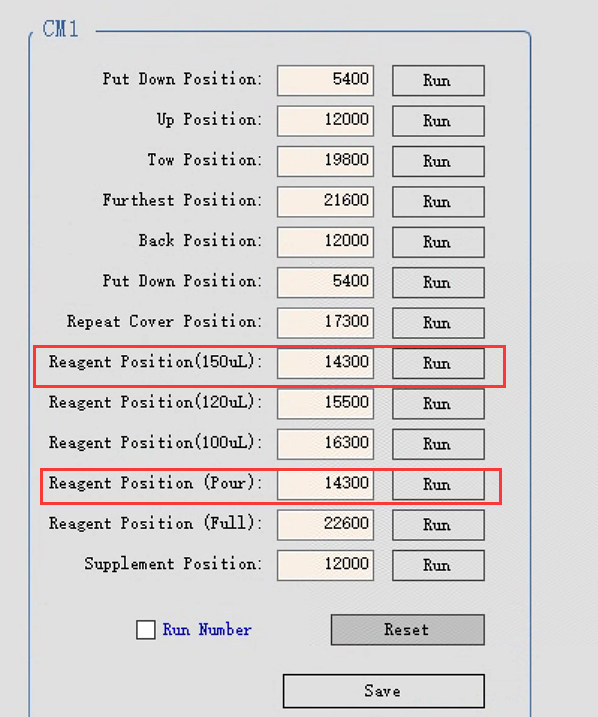 CM1
Put Down Position: 5400 Run
Up Position: 12000 Run
Tow Position: 19800 Run
Furthest Position: 21600 Run
Back Position: 12000 Run
Put Down Position: 5400 Run
Repeat Cover Position: 17300 Run
Reagent Position(150uL): 14300 Run
Reagent Position(120uL): 15500 Run
Reagent Position(100uL): 16300 Run
Reagent Position (Pour): 14300 Run
Reagent Position (Full): 22600 Run
Supplement Position: 12000 Run
Run Number Reset
Save